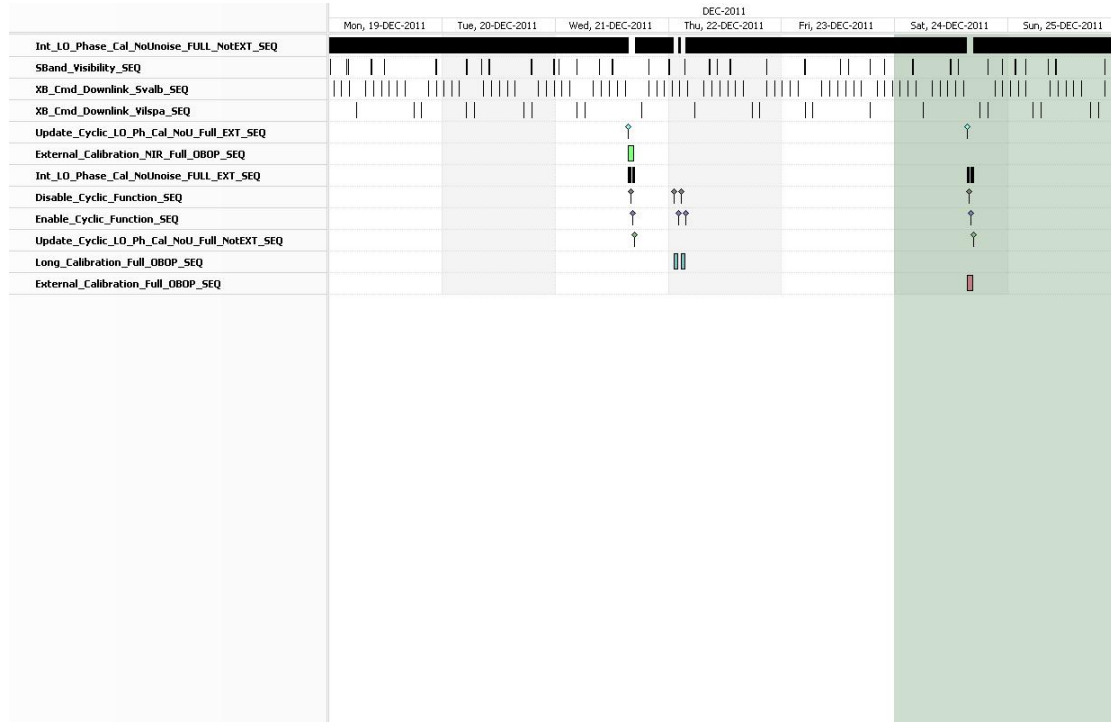 DEC-2011
Mon, 19-DEC-2011 Tue, 20-DEC-2011 Wed, 21-DEC-2011 Thu, 22-DEC-2011 Fri, 23-DEC-2011 Sat, 24-DEC-2011 Sun, 25-DEC-2011
Int_LO_Phase_Cal_NoUnoise_FULL_NotEXT_SEQ
SBand_Visibility_SEQ
XB_Cmd_Downlink_Svalb_SEQ
XB_Cmd_Downlink_Vilspa_SEQ
Update_Cyclic_LO_Ph_Cal_NoU_Full_EXT_SEQ
External_Calibration_NIR_Full_OBOP_SEQ
Int_LO_Phase_Cal_NoUnoise_FULL_EXT_SEQ
Disable_Cyclic_Function_SEQ
Enable_Cyclic_Function_SEQ
Update_Cyclic_LO_Ph_Cal_NoU_Full_NotEXT_SEQ
Long_Calibration_Full_OBOP_SEQ
External_Calibration_Full_OBOP_SEQ